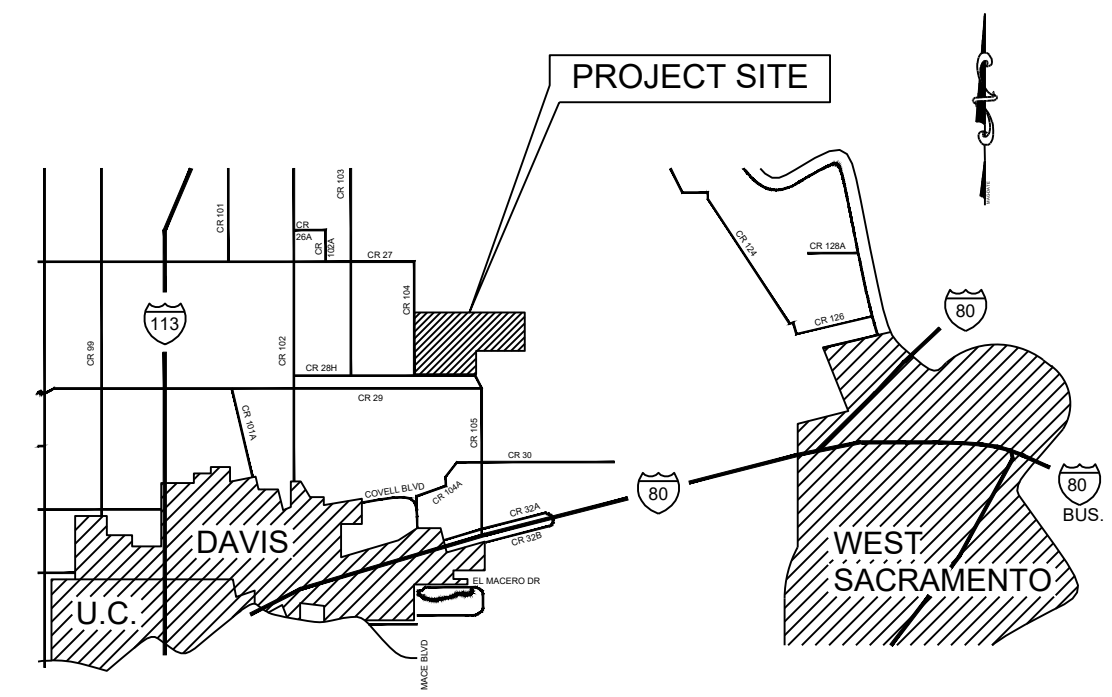 PROJECT SITE
CR 101
CR 103
CR
26A
CR
102A
CR 27
CR 104
113
CR 99
CR 102
CR 28H
CR 29
CR 101A
CR 105
CR 30
COVELL BLVD
CR 104A
CR 32A
CR 32B
80
DAVIS
EL MACERO DR
U.C.
MACE BLVD
CR 124
CR 128A
CR 126
80
80
BUS.
WEST
SACRAMENTO